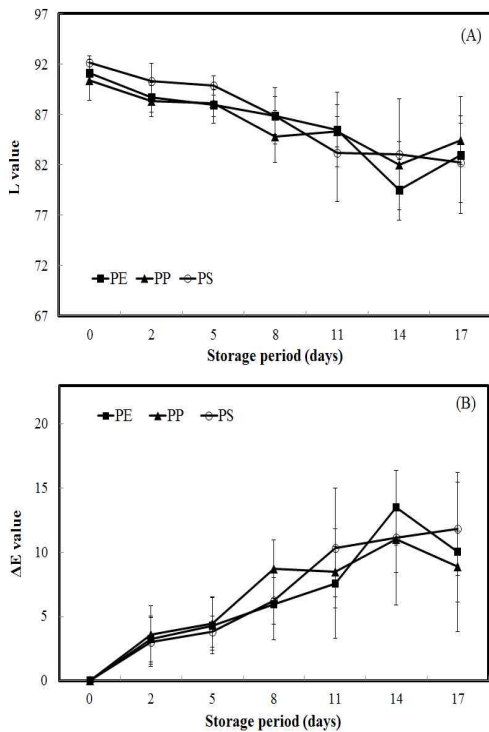 (A)
97
92
87
82
77
72
67
L value
PE PP PS
0 2 5 8 11 14 17
Storage period (days)
(B)
20
15
10
5
0
ΔE value
PE PP PS
0 2 5 8 11 14 17
Storage period (days)